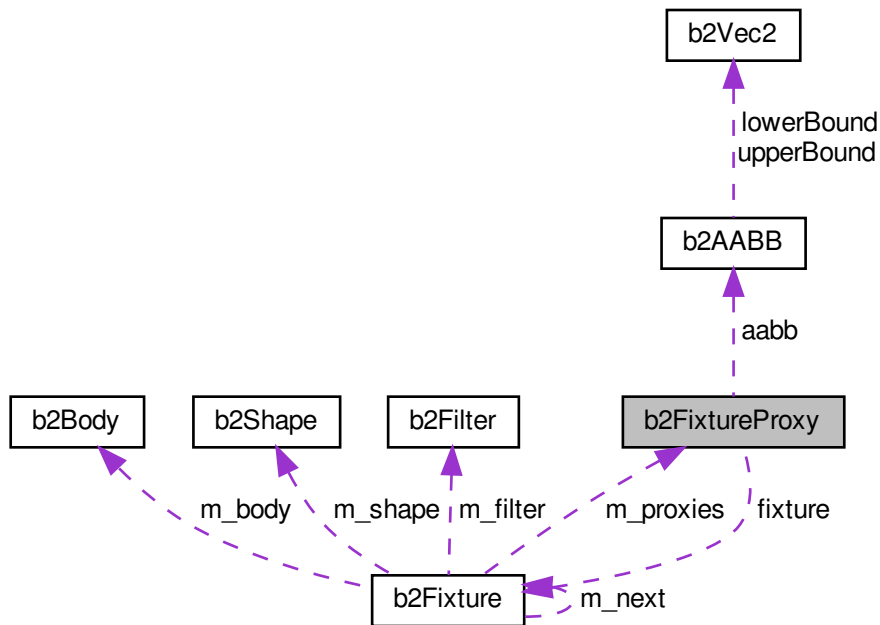 b2Vec2
lowerBound
upperBound
b2AABB
aabb
b2Body
b2Shape
b2Filter
b2FixtureProxy
m_body
m_shape
m_filter
m_proxies
fixture
b2Fixture
m_next